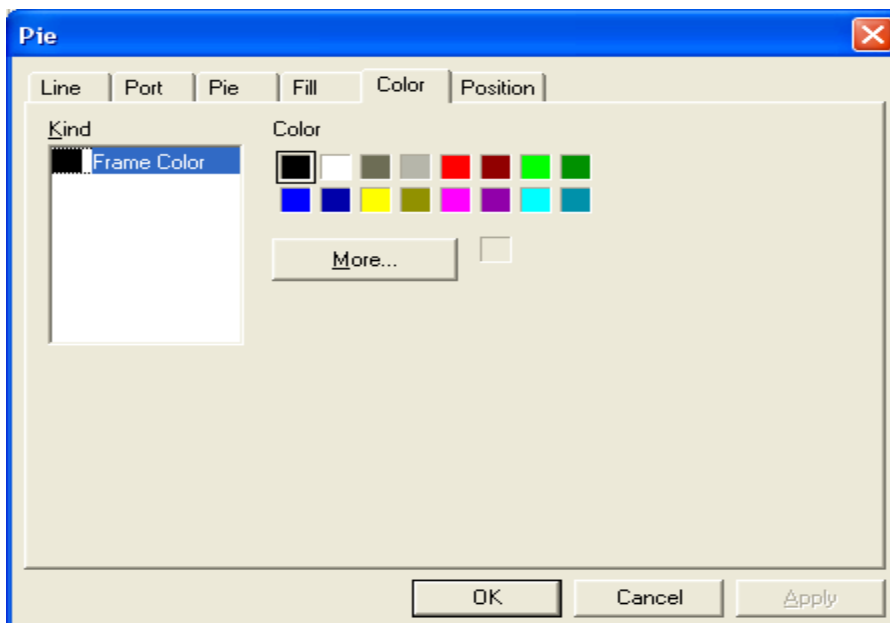 Pie
Line Port Pie Fill Color Position
Kind Color
Frame Color
More...
OK Cancel Apply